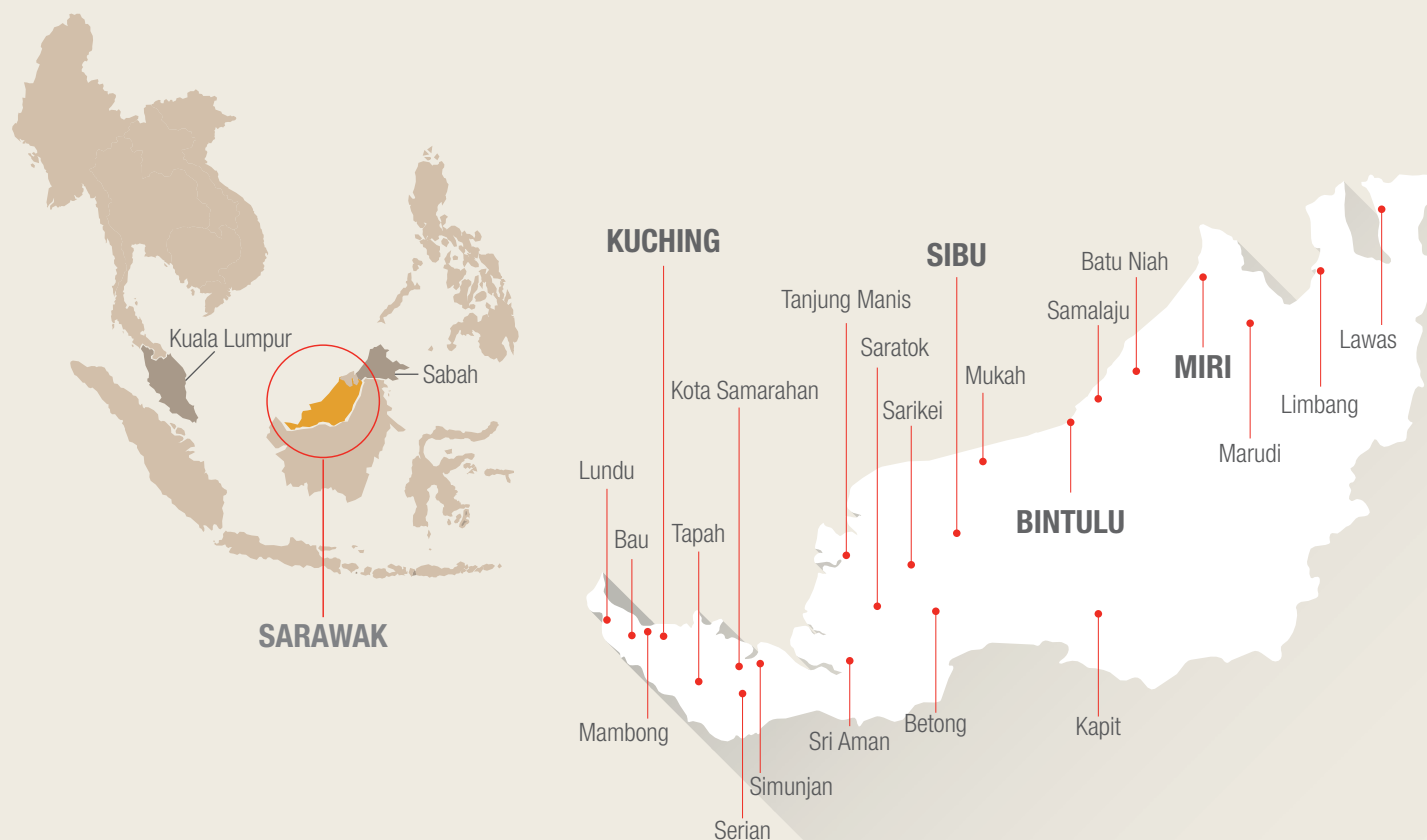 Kuala Lumpur
Sabah
SARAWAK
KUCHING
SIBU
Batu Niah
Tanjung Manis
Samalaju
Saratok
Lawas
MIRI
Mukah
Kota Samarahan
Sarikei
Limbang
Marudi
Lundu
BINTULU
Bau
Tapah
Mambong
Sri Aman
Betong
Kapit
Simunjan
Serian